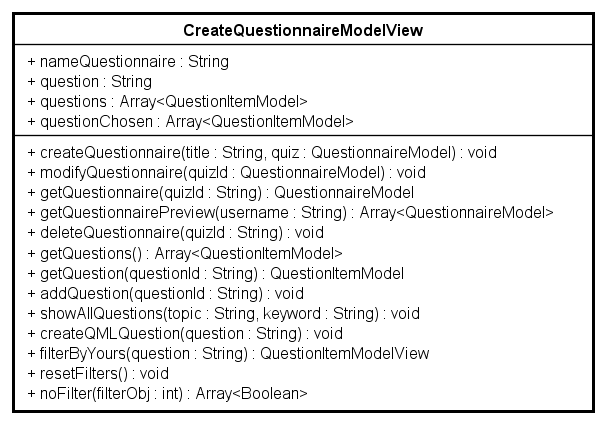 CreateQuestionnaireModelView
+ nameQuestionnaire : String
+ question : String
+ questions : Array<QuestionItemModel>
+ questionChosen : Array<QuestionItemModel>
+ createQuestionnaire(title : String, quiz : QuestionnaireModel) : void
+ modifyQuestionnaire(quizId : QuestionnaireModel) : void
+ getQuestionnaire(quizId : String) : QuestionnaireModel
+ getQuestionnairePreview(username : String) : Array<QuestionnaireModel>
+ deleteQuestionnaire(quizId : String) : void
+ getQuestions() : Array<QuestionItemModel>
+ getQuestion(questionId : String) : QuestionItemModel
+ addQuestion(questionId : String) : void
+ showAllQuestions(topic : String, keyword : String) : void
+ createQMLQuestion(question : String) : void
+ filterByYours(question : String) : QuestionItemModelView
+ resetFilters() : void
+ noFilter(filterObj : int) : Array<Boolean>